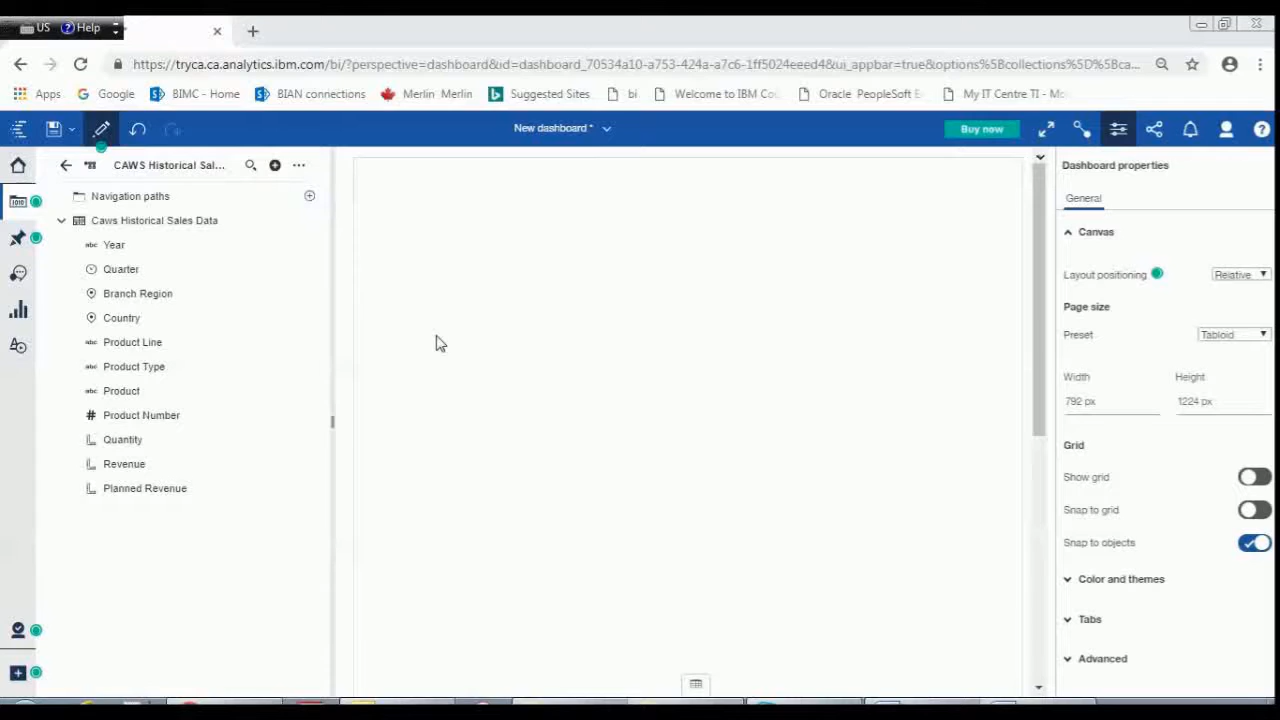 US Help
https://tryca.ca.analytics.ibm.com/bi/?perspective=dashboard&id=dashboard_70534a10-a753-424a-a7c6-1ff5024eeed4&ui_appbar=true&options%5Bcollections%5D%5Bca...
Apps Google BIMC - Home BIAN connections Merlin Merlin Suggested Sites bi Welcome to IBM Co Oracle PeopleSoft E My IT Centre TI - Mo
New dashboard * Buy now
CAWS Historical Sal... Dashboard properties
Navigation paths
General
Caws Historical Sales Data
Canvas
abc Year
Quarter
Layout positioning Relative
Branch Region
Page size
Country
Preset Tabloid
abc Product Line
abc Product Type
Width Height
abc Product
792 px 1224 px
# Product Number
Quantity
Grid
Revenue
Show grid
Planned Revenue
Snap to grid
Snap to objects
Color and themes
Tabs
Advanced